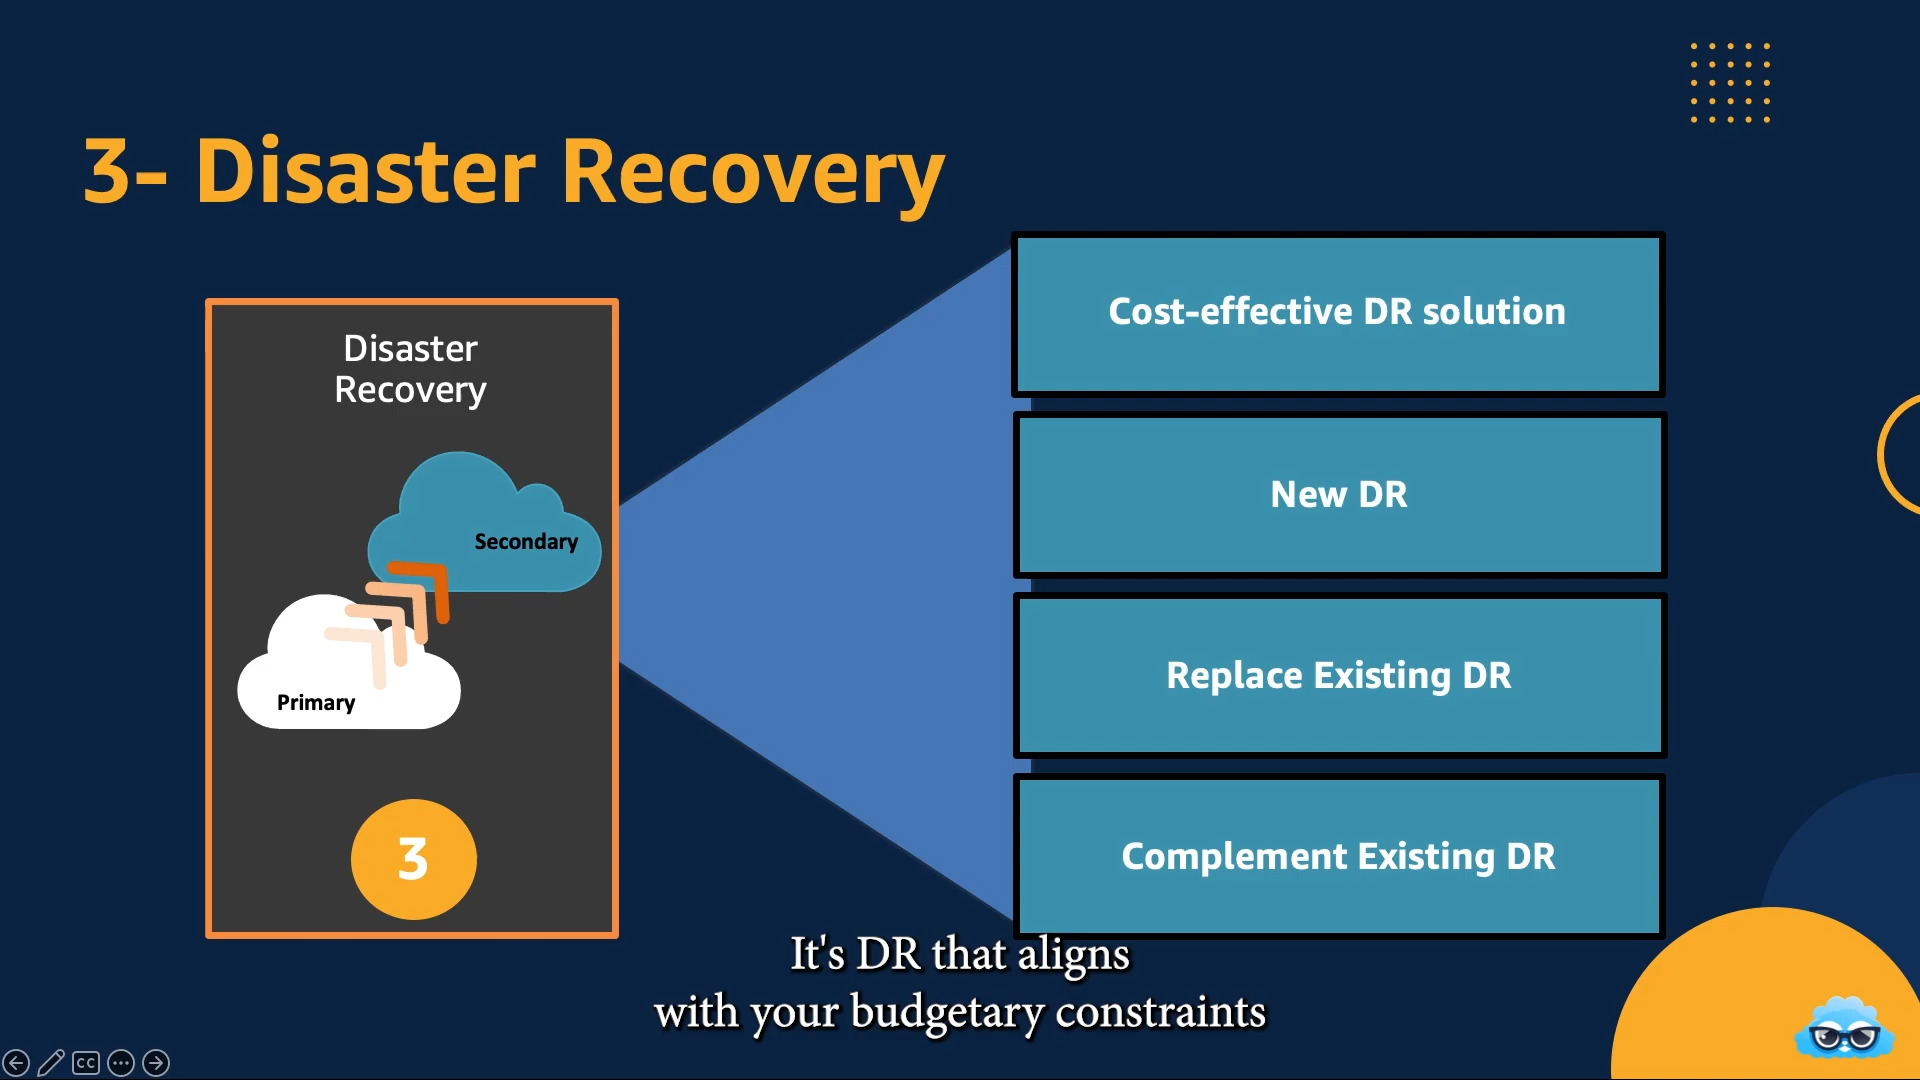 3- Disaster Recovery
Disaster
Recovery
Secondary
Primary
3
Cost-effective DR solution
New DR
Replace Existing DR
Complement Existing DR
It's DR that aligns
with your budgetary constraints
CC